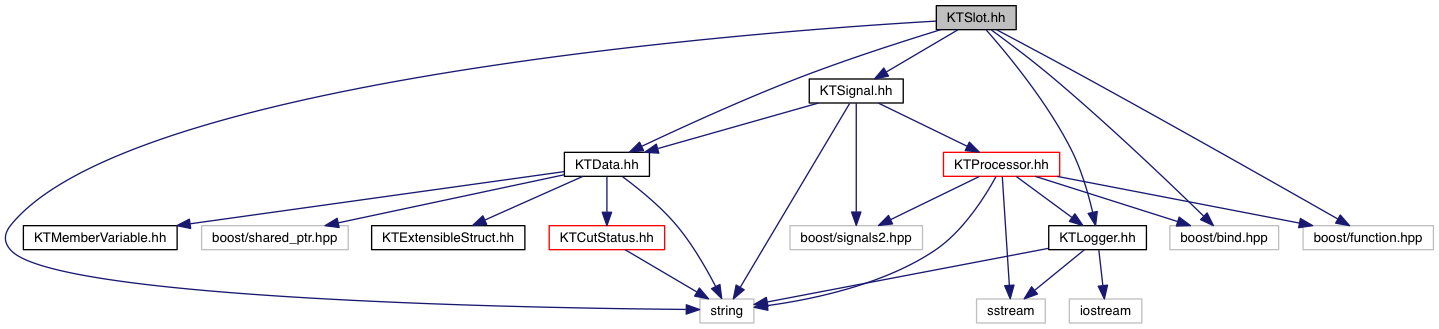 KTSlot.hh
KTSignal.hh
KTData.hh
KTProcessor.hh
KTMemberVariable.hh
boost/shared_ptr.hpp
KTExtensibleStruct.hh
KTCutStatus.hh
boost/signals2.hpp
KTLogger.hh
boost/bind.hpp
boost/function.hpp
string
sstream
iostream